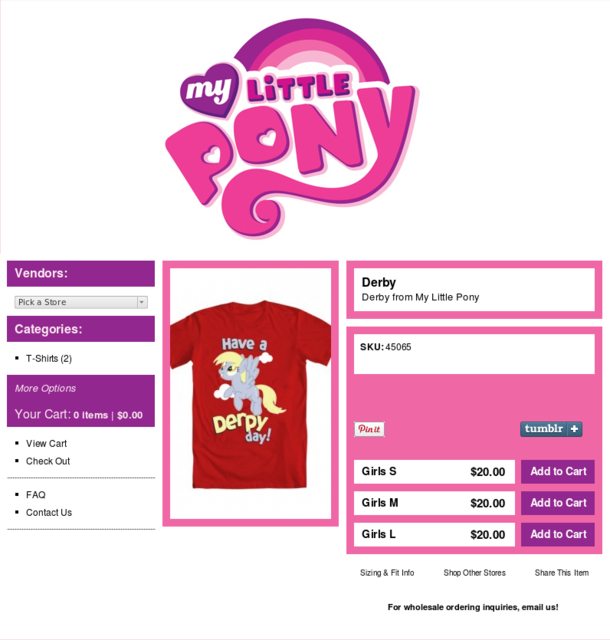 my LiTTLE
PONY
Vendors:
Pick a Store
Categories:
T-Shirts (2)
More Options
Your Cart: 0 items | $0.00
View Cart
Check Out
FAQ
Contact Us
Have a
Derpy
day!
Derby
Derby from My Little Pony
SKU: 45065
Pin it
tumblr +
Girls S $20.00 Add to Cart
Girls M $20.00 Add to Cart
Girls L $20.00 Add to Cart
Sizing & Fit Info Shop Other Stores Share This Item
For wholesale ordering inquiries, email us!